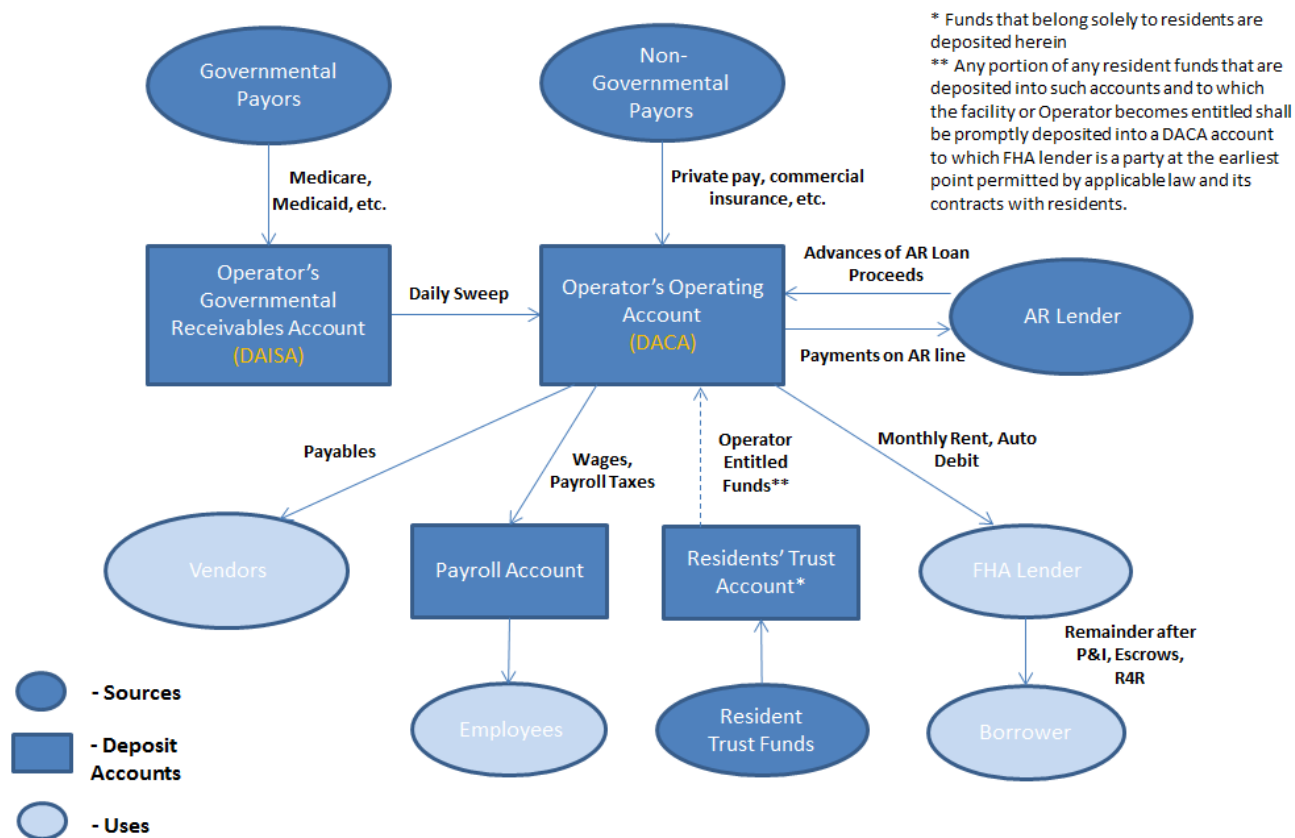 Governmental
Payors
Non-
Governmental
Payors
* Funds that belong solely to residents are
deposited herein
** Any portion of any resident funds that are
deposited into such accounts and to which
the facility or Operator becomes entitled shall
be promptly deposited into a DACA account
to which FHA lender is a party at the earliest
point permitted by applicable law and its
contracts with residents.
Medicare,
Medicaid, etc.
Private pay, commercial
insurance, etc.
Operator's
Governmental
Receivables Account
(DAISA)
Daily Sweep
Operator's Operating
Account
(DACA)
Advances of AR Loan
Proceeds
AR Lender
Payments on AR line
Payables
Wages,
Payroll Taxes
Operator
Entitled
Funds**
Monthly Rent, Auto
Debit
Vendors
Payroll Account
Residents' Trust
Account*
FHA Lender
Remainder after
P&I, Escrows,
R4R
- Sources
Employees
Resident
Trust Funds
Borrower
- Deposit
Accounts
- Uses